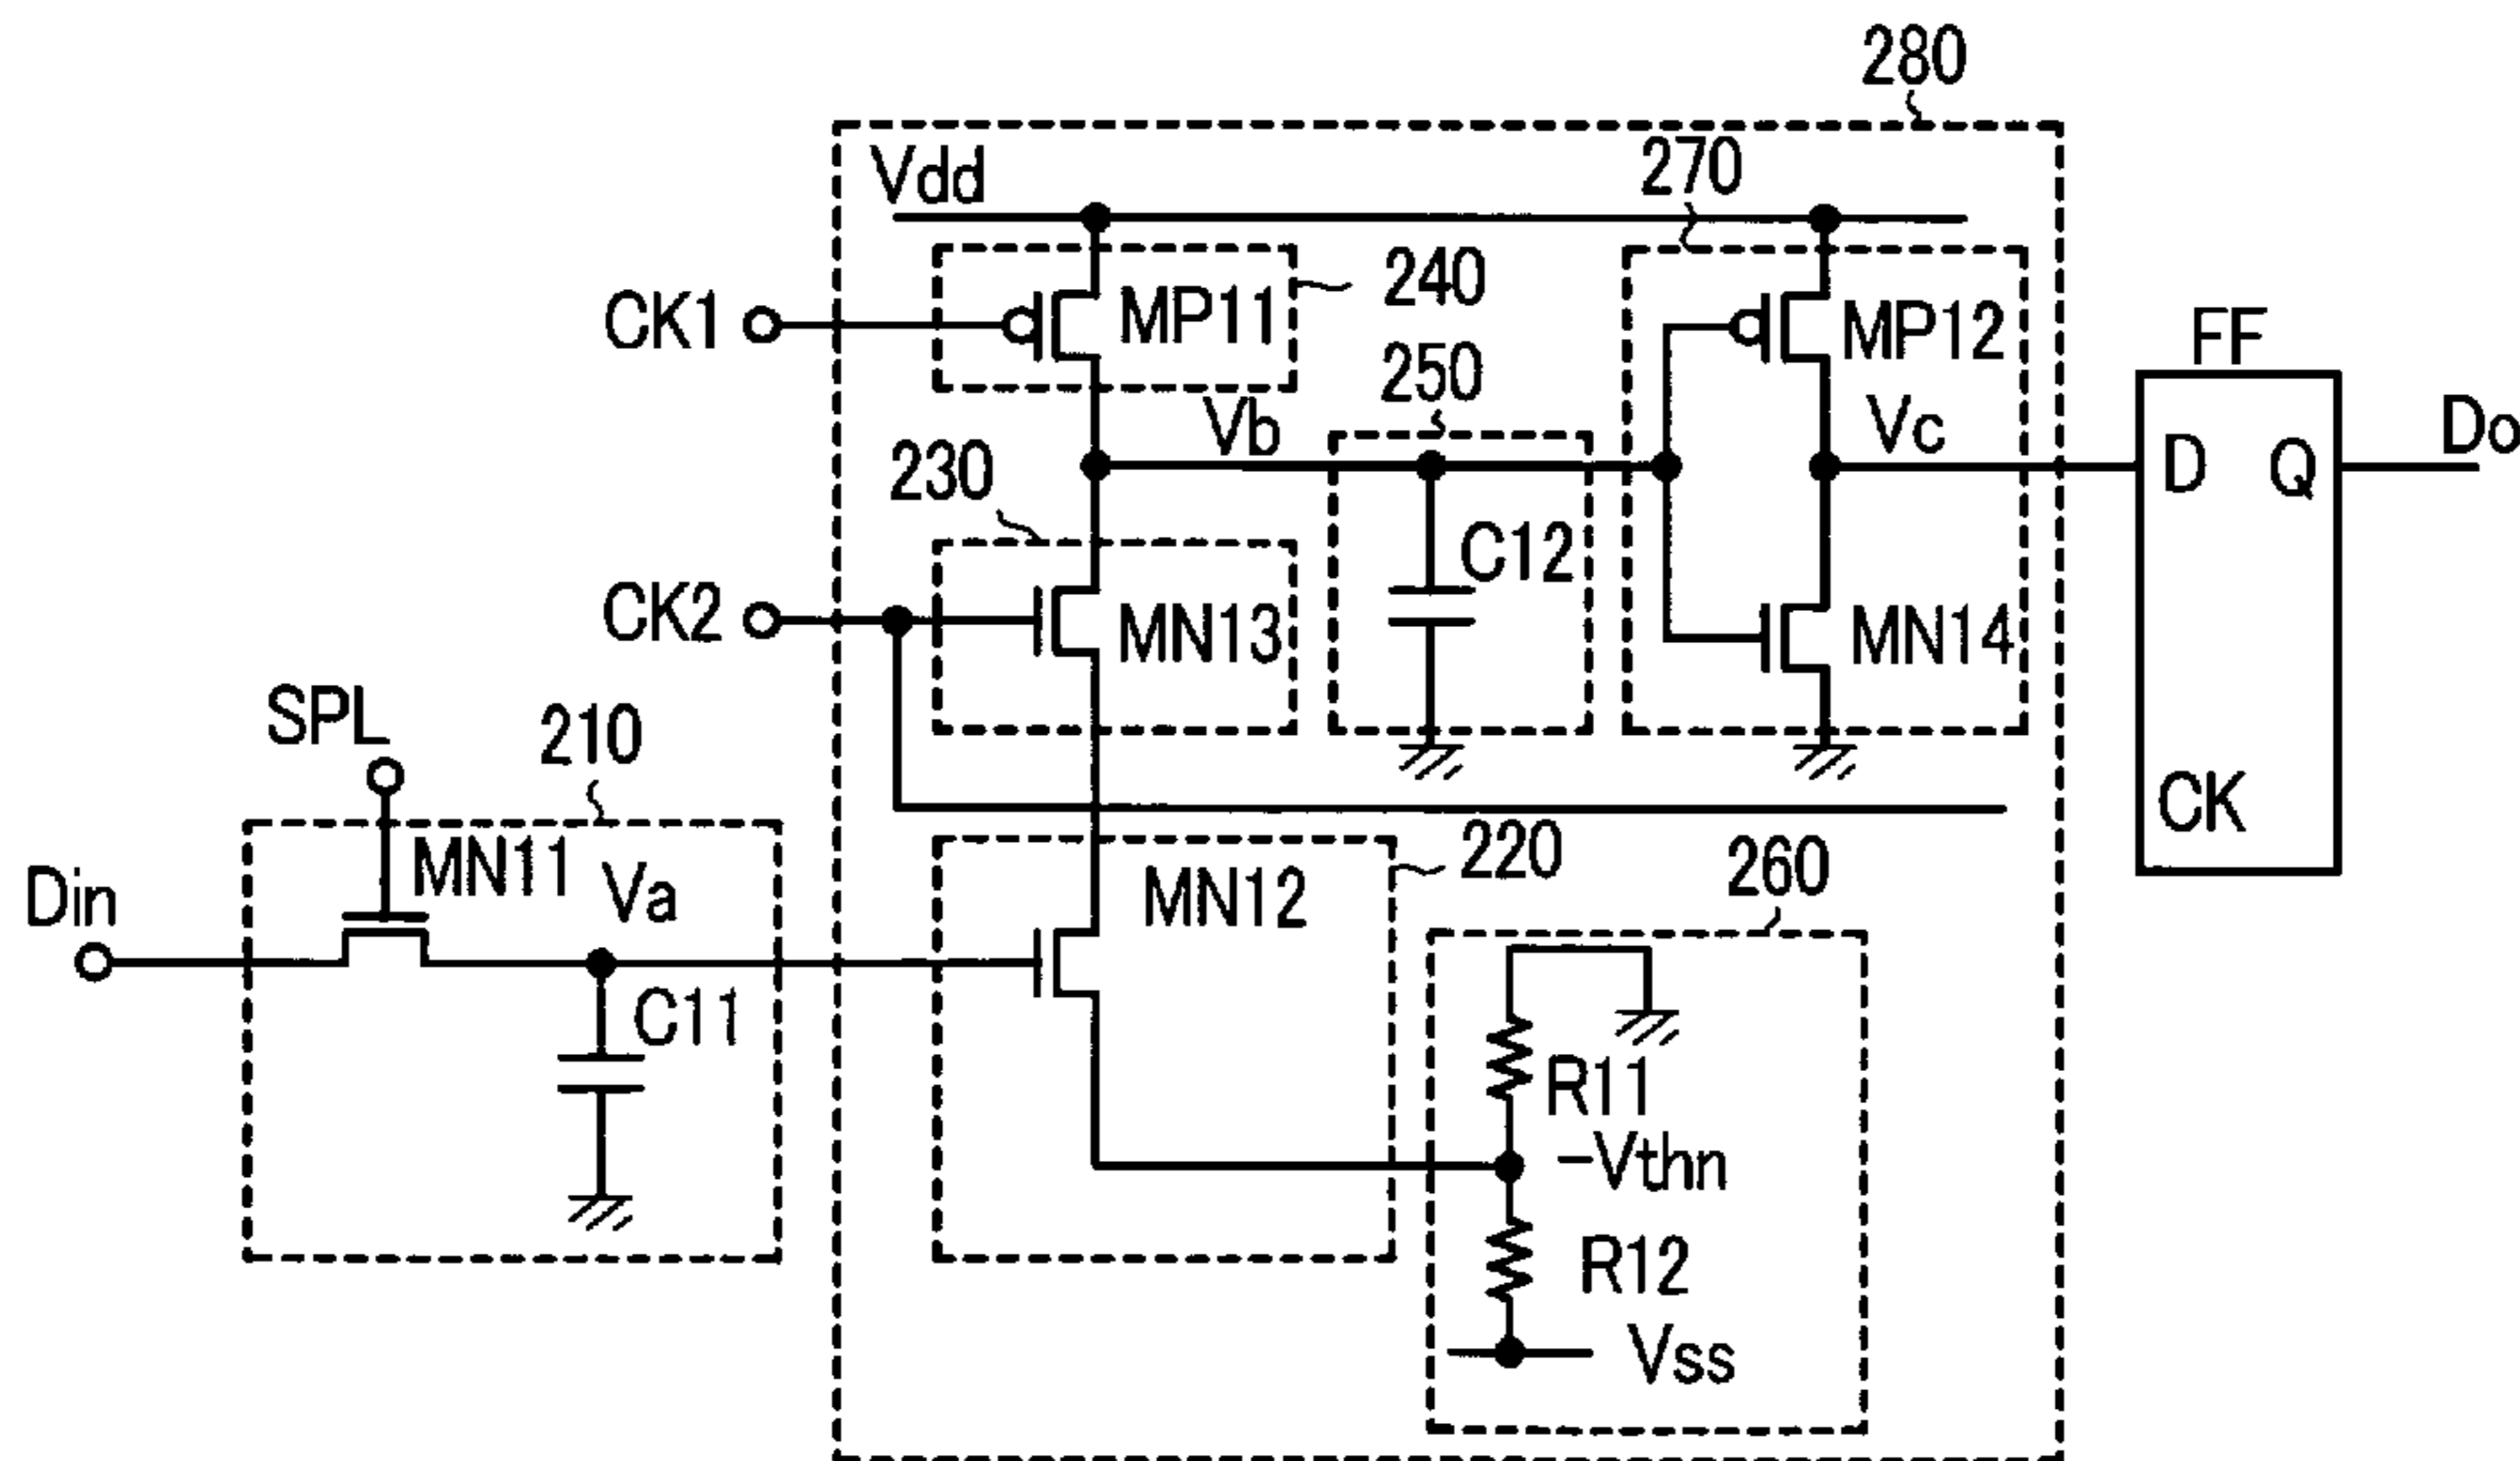 280
Vdd
270
240
CK1
MP11
MP12
FF
250
Vb
Vc
D
Q
Do
230
C12
CK2
MN13
MN14
SPL
210
CK
MN11
Va
220
260
Din
MN12
C11
R11
-Vthn
R12
Vss